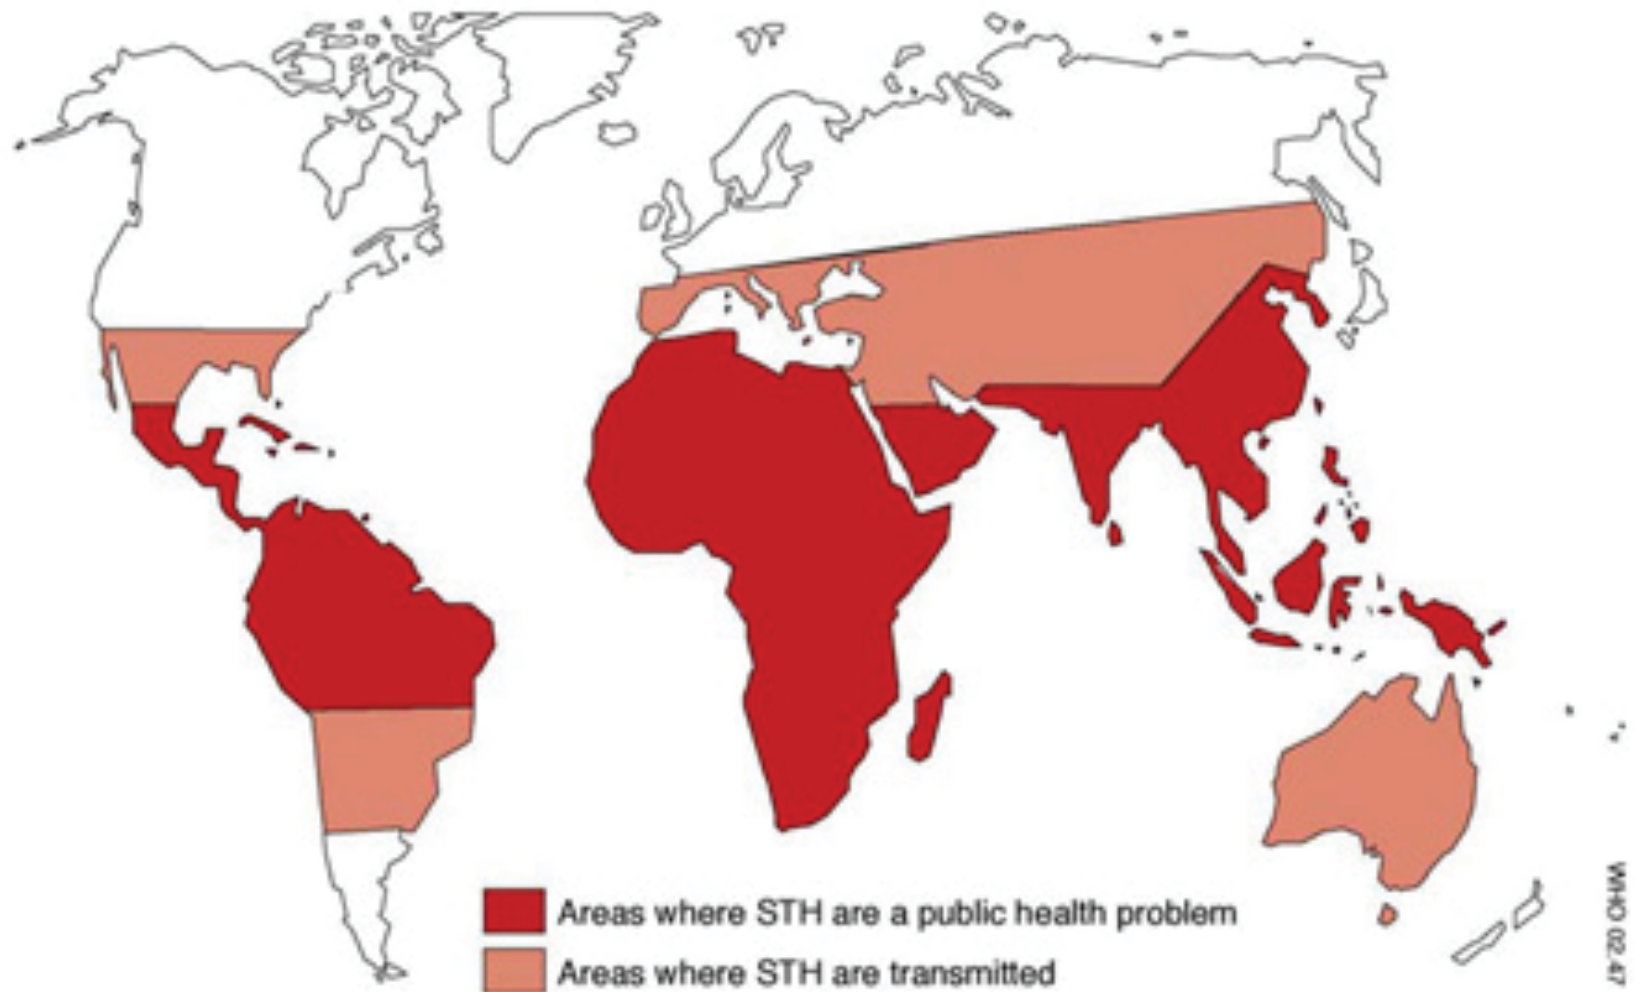 Areas where STH are a public health problem
Areas where STH are transmitted
WHO 02.47